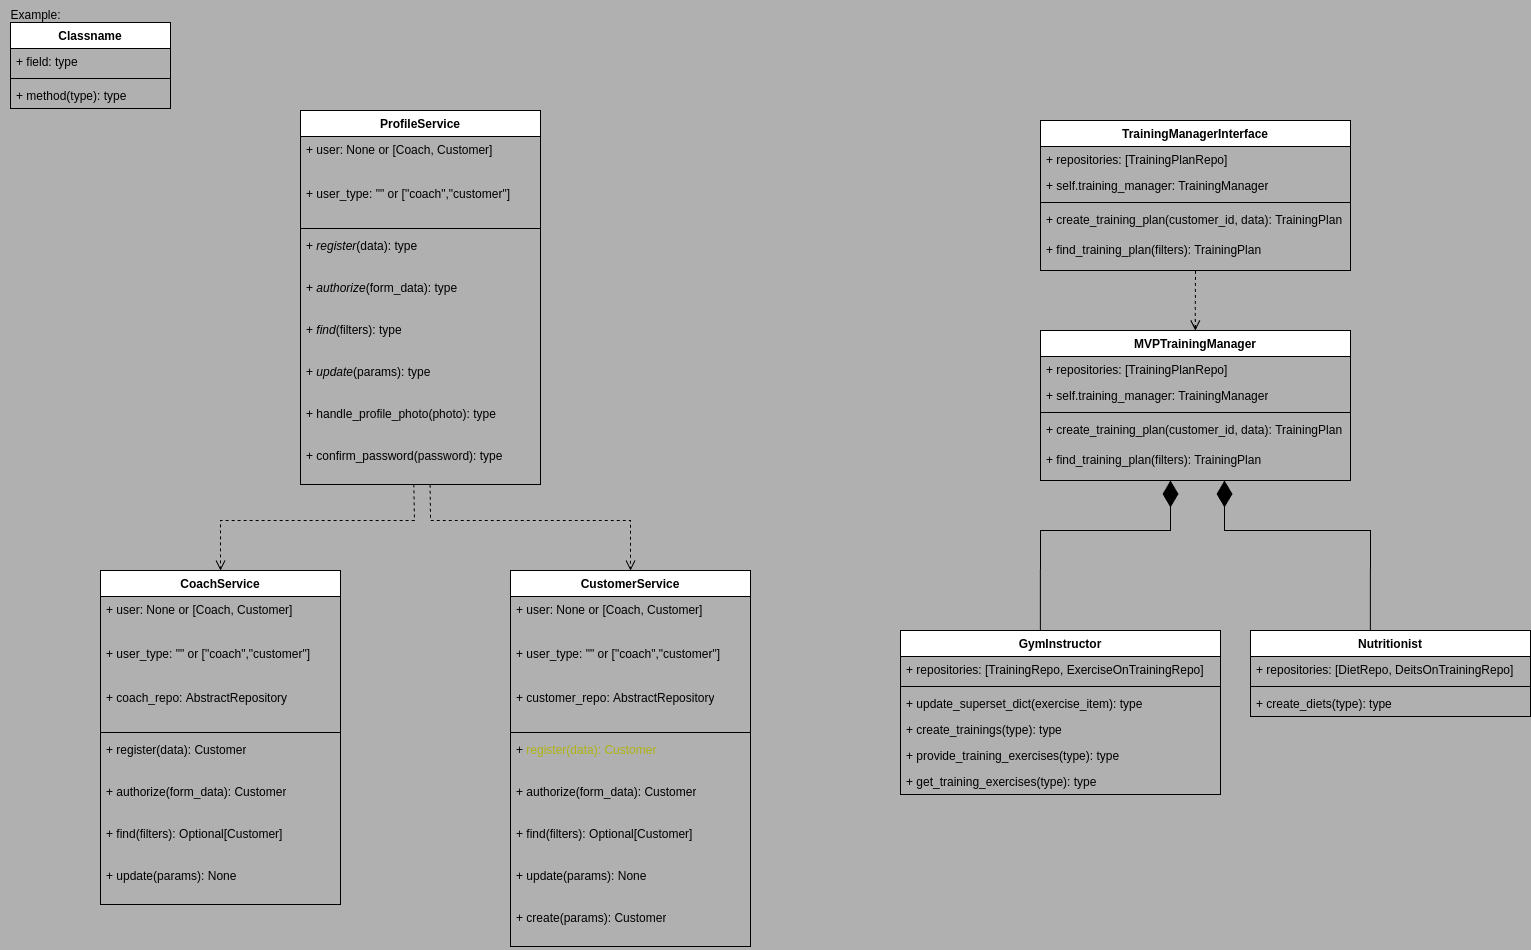 Example:
Classname
+ field: type
+ method(type): type
ProfileService
+ user: None or [Coach, Customer]
+ user_type: "" or ["coach","customer"]
+ register(data): type
+ authorize(form_data): type
+ find(filters): type
+ update(params): type
+ handle_profile_photo(photo): type
+ confirm_password(password): type
CoachService
+ user: None or [Coach, Customer]
+ user_type: "" or ["coach","customer"]
+ coach_repo: AbstractRepository
+ register(data): Customer
+ authorize(form_data): Customer
+ find(filters): Optional[Customer]
+ update(params): None
CustomerService
+ user: None or [Coach, Customer]
+ user_type: "" or ["coach","customer"]
+ customer_repo: AbstractRepository
+ register(data): Customer
+ authorize(form_data): Customer
+ find(filters): Optional[Customer]
+ update(params): None
+ create(params): Customer
TrainingManagerInterface
+ repositories: [TrainingPlanRepo]
+ self.training_manager: TrainingManager
+ create_training_plan(customer_id, data): TrainingPlan
+ find_training_plan(filters): TrainingPlan
MVPTrainingManager
+ repositories: [TrainingPlanRepo]
+ self.training_manager: TrainingManager
+ create_training_plan(customer_id, data): TrainingPlan
+ find_training_plan(filters): TrainingPlan
GymInstructor
+ repositories: [TrainingRepo, ExerciseOnTrainingRepo]
+ update_superset_dict(exercise_item): type
+ create_trainings(type): type
+ provide_training_exercises(type): type
+ get_training_exercises(type): type
Nutritionist
+ repositories: [DietRepo, DeitsOnTrainingRepo]
+ create_diets(type): type